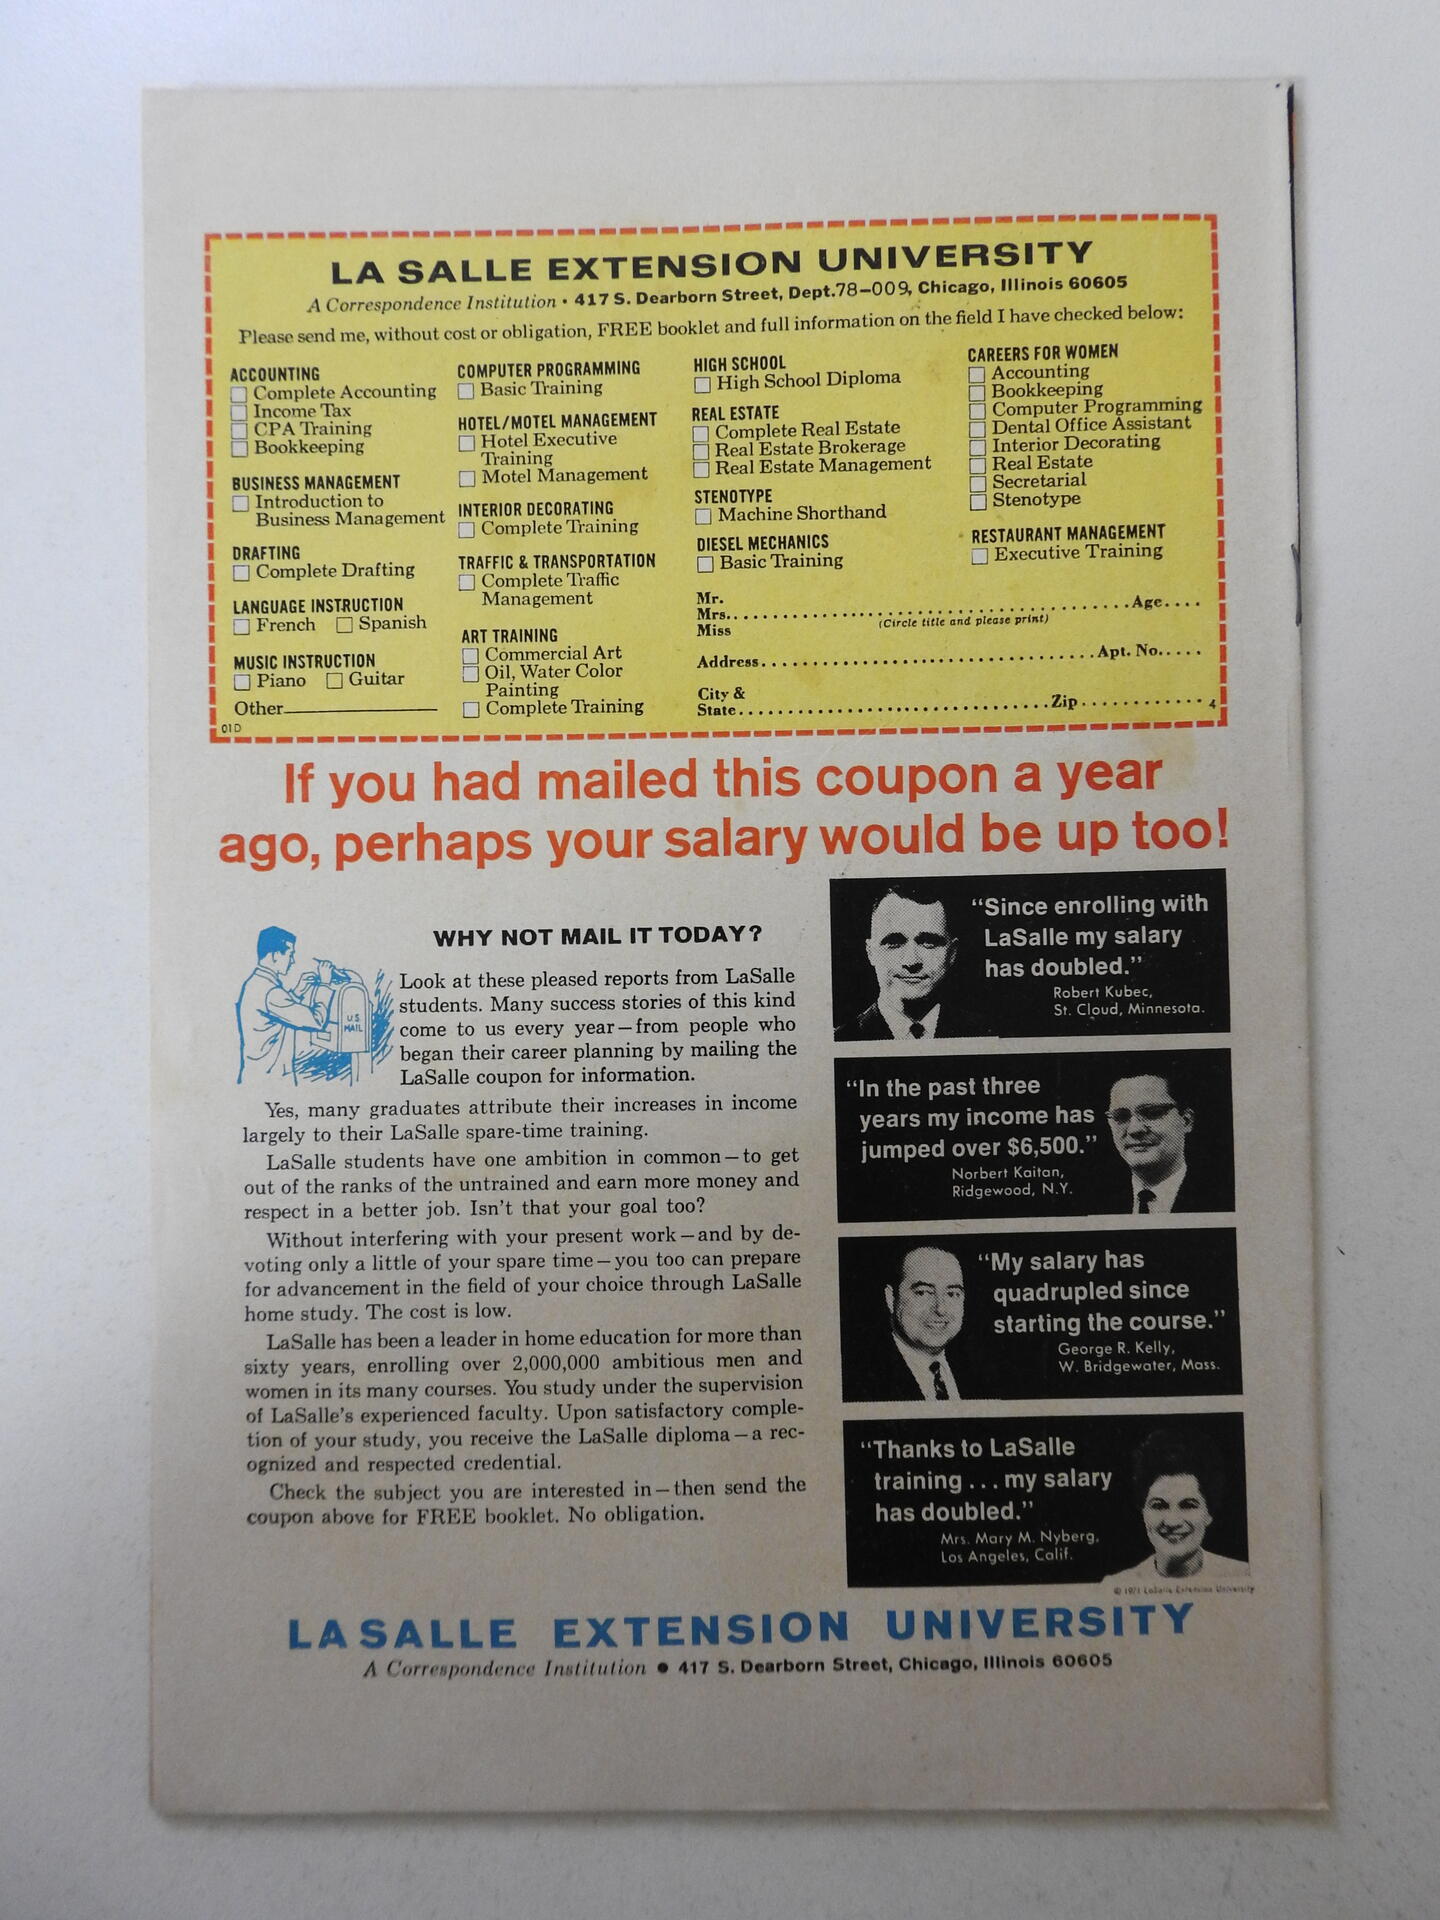 LA SALLE EXTENSION UNIVERSITY
A Correspondence Institution • 417 S. Dearborn Street, Dept.78-009, Chicago, Illinois 60605
Please send me, without cost or obligation, FREE booklet and full information on the field I have checked below:
ACCOUNTING
Complete Accounting
Income Tax
CPA Training
Bookkeeping
BUSINESS MANAGEMENT
Introduction to
Business Management
DRAFTING
Complete Drafting
LANGUAGE INSTRUCTION
French Spanish
MUSIC INSTRUCTION
Piano Guitar
Other
01D
COMPUTER PROGRAMMING
Basic Training
HOTEL/MOTEL MANAGEMENT
Hotel Executive
Training
Motel Management
INTERIOR DECORATING
Complete Training
TRAFFIC & TRANSPORTATION
Complete Traffic
Management
ART TRAINING
Commercial Art
Oil, Water Color
Painting
Complete Training
HIGH SCHOOL
High School Diploma
REAL ESTATE
Complete Real Estate
Real Estate Brokerage
Real Estate Management
STENOTYPE
Machine Shorthand
DIESEL MECHANICS
Basic Training
CAREERS FOR WOMEN
Accounting
Bookkeeping
Computer Programming
Dental Office Assistant
Interior Decorating
Real Estate
Secretarial
Stenotype
RESTAURANT MANAGEMENT
Executive Training
Mr.
Mrs. Age
(Circle title and please print)
Miss
Address Apt. No.
City &
State Zip 4
If you had mailed this coupon a year
ago, perhaps your salary would be up too!
WHY NOT MAIL IT TODAY?
U.S.
MAIL
Look at these pleased reports from LaSalle
students. Many success stories of this kind
come to us every year—from people who
began their career planning by mailing the
LaSalle coupon for information.
Yes, many graduates attribute their increases in income
largely to their LaSalle spare-time training.
LaSalle students have one ambition in common—to get
out of the ranks of the untrained and earn more money and
respect in a better job. Isn't that your goal too?
Without interfering with your present work—and by de-
voting only a little of your spare time—you too can prepare
for advancement in the field of your choice through LaSalle
home study. The cost is low.
LaSalle has been a leader in home education for more than
sixty years, enrolling over 2,000,000 ambitious men and
women in its many courses. You study under the supervision
of LaSalle's experienced faculty. Upon satisfactory comple-
tion of your study, you receive the LaSalle diploma—a rec-
ognized and respected credential.
Check the subject you are interested in—then send the
coupon above for FREE booklet. No obligation.
"Since enrolling with
LaSalle my salary
has doubled."
Robert Kubec,
St. Cloud, Minnesota.
"In the past three
years my income has
jumped over $6,500."
Norbert Kaitan,
Ridgewood, N.Y.
"My salary has
quadrupled since
starting the course."
George R. Kelly,
W. Bridgewater, Mass.
"Thanks to LaSalle
training ... my salary
has doubled."
Mrs. Mary M. Nyberg,
Los Angeles, Calif.
© 1971 LaSalle Extension University
LASALLE EXTENSION UNIVERSITY
A Correspondence Institution • 417 S. Dearborn Street, Chicago, Illinois 60605